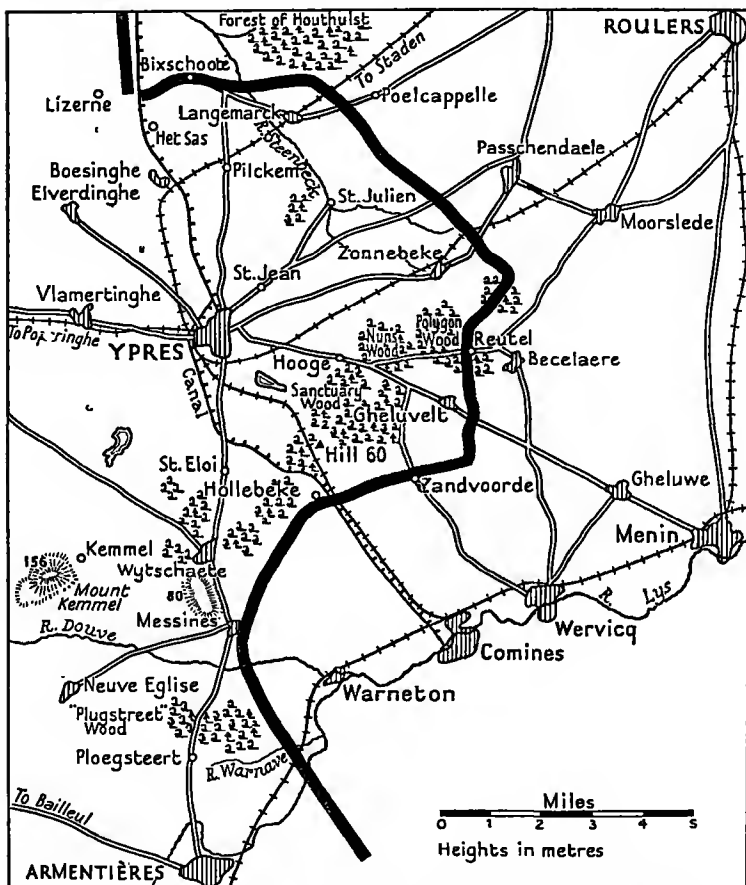 Forest of Houthulst
ROULERS
Bixschoote
To Staden
Lizerne
Langemarck
Poelcappelle
Het Sas
R. Steenbeck
Passchendaele
Boesinghe
Pilckem
Elverdinghe
St. Julien
Moorslede
Zonnebeke
St. Jean
Vlamertinghe
To Poperinghe
YPRES
Nuns Wood
Polygon Wood
Reutel
Hooge
Becelaere
Canal
Sanctuary Wood
Gheluvelt
Hill 60
St. Eloi
Hollebeke
Zandvoorde
Gheluwe
Menin
Kemmel
156
Wytschaete
Mount Kemmel
80
R. Lys
Messines
Wervicq
R. Douve
Comines
Neuve Eglise
Warneton
"Plugstreet" Wood
Ploegsteert
R. Warnave
To Bailleul
Miles
0 1 2 3 4 5
Heights in metres
ARMENTIÈRES